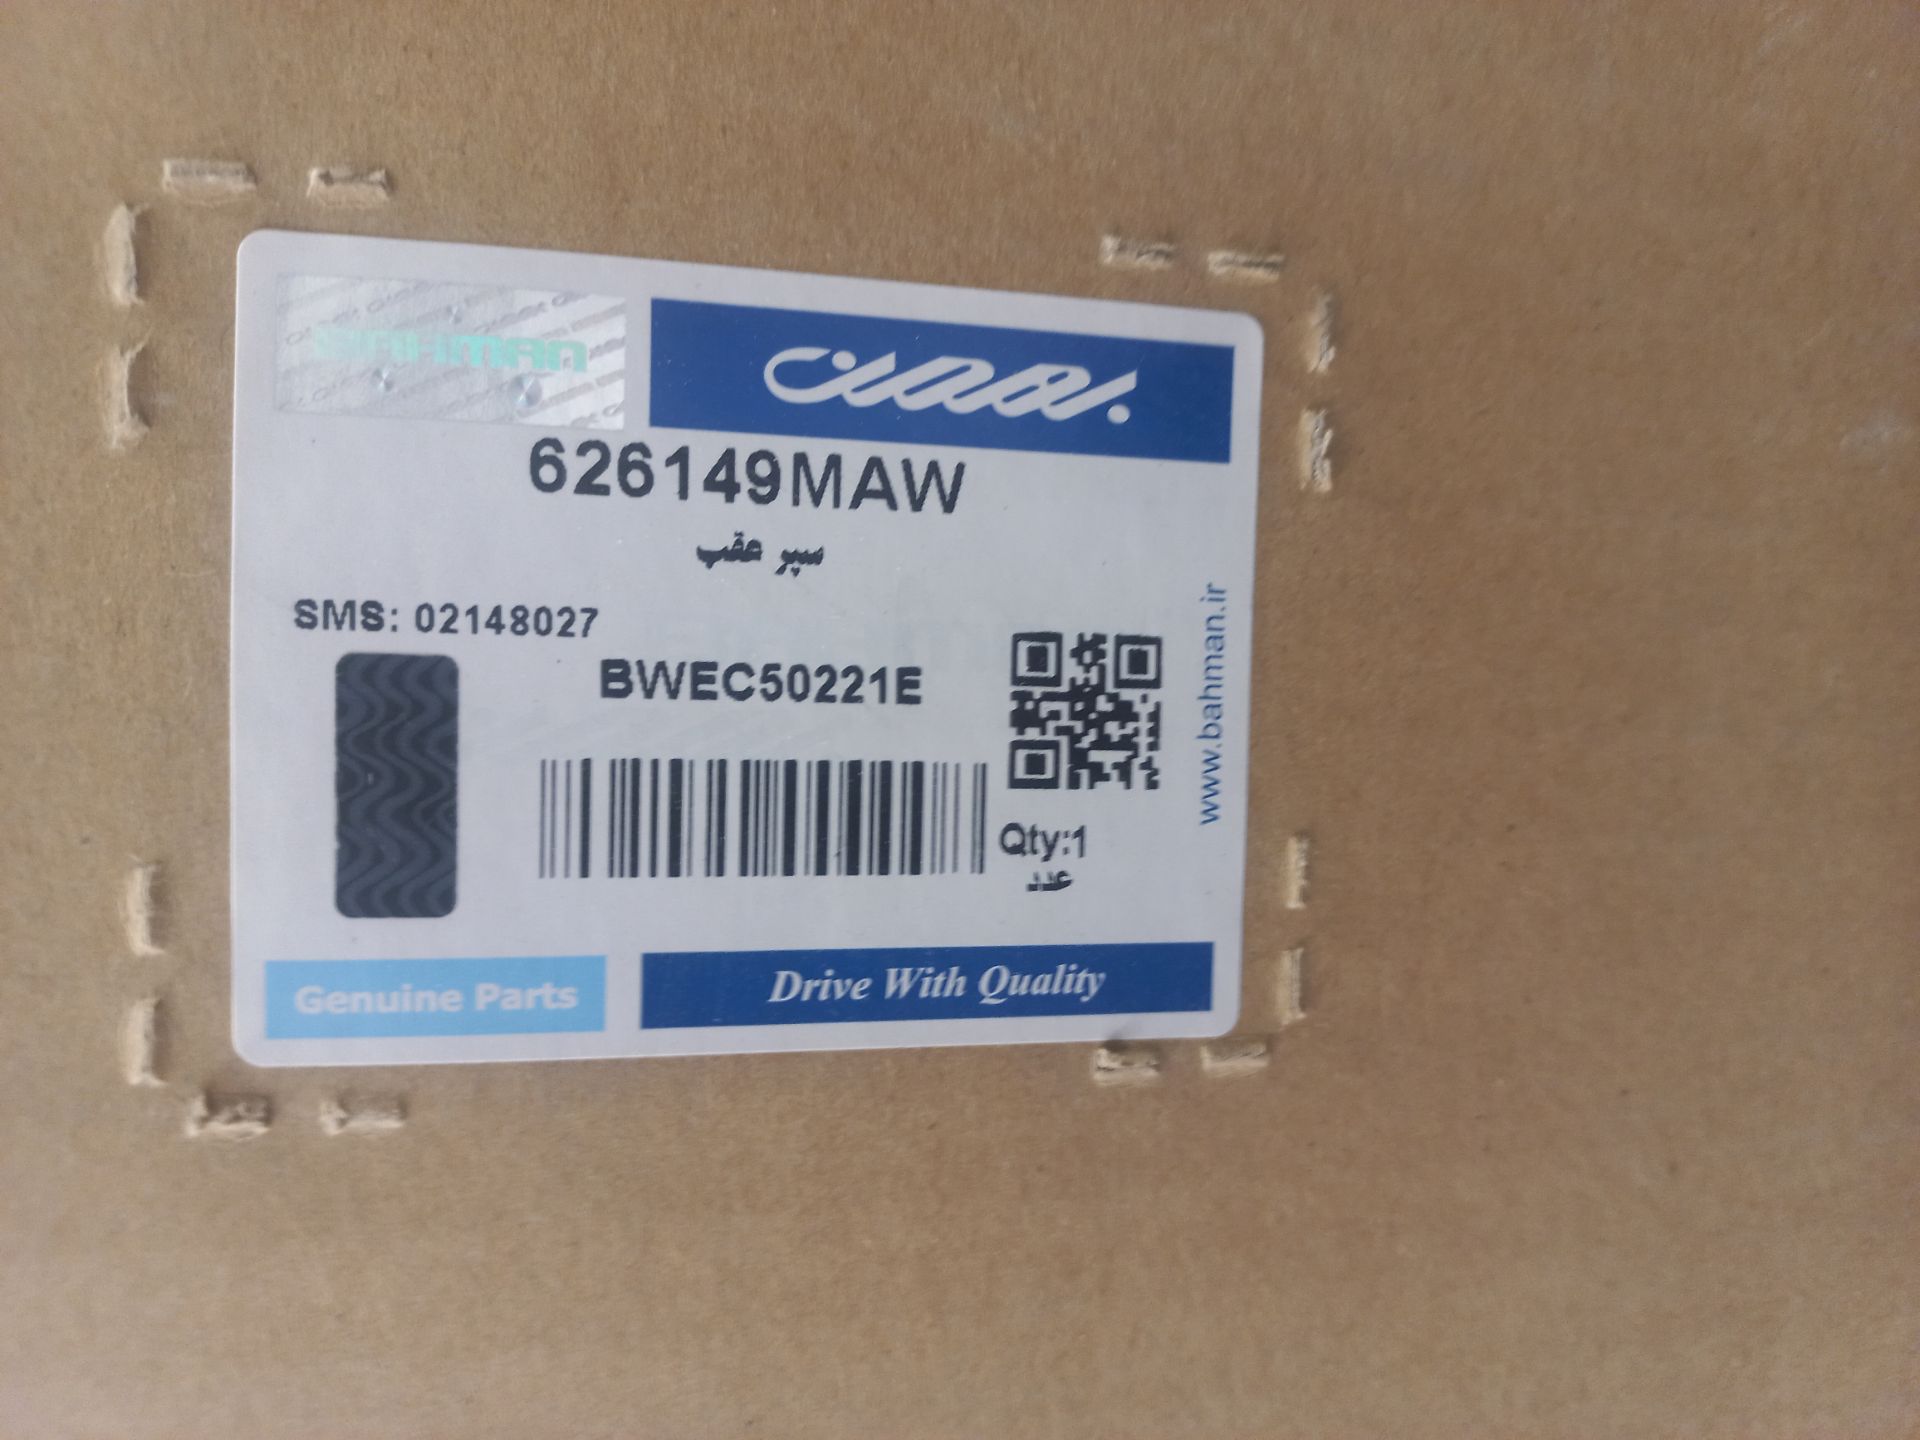 BAHMAN
بهمن
626149MAW
سپر عقب
SMS: 02148027
BWEC50221E
www.bahman.ir
Qty:1
عدد
Genuine Parts
Drive With Quality